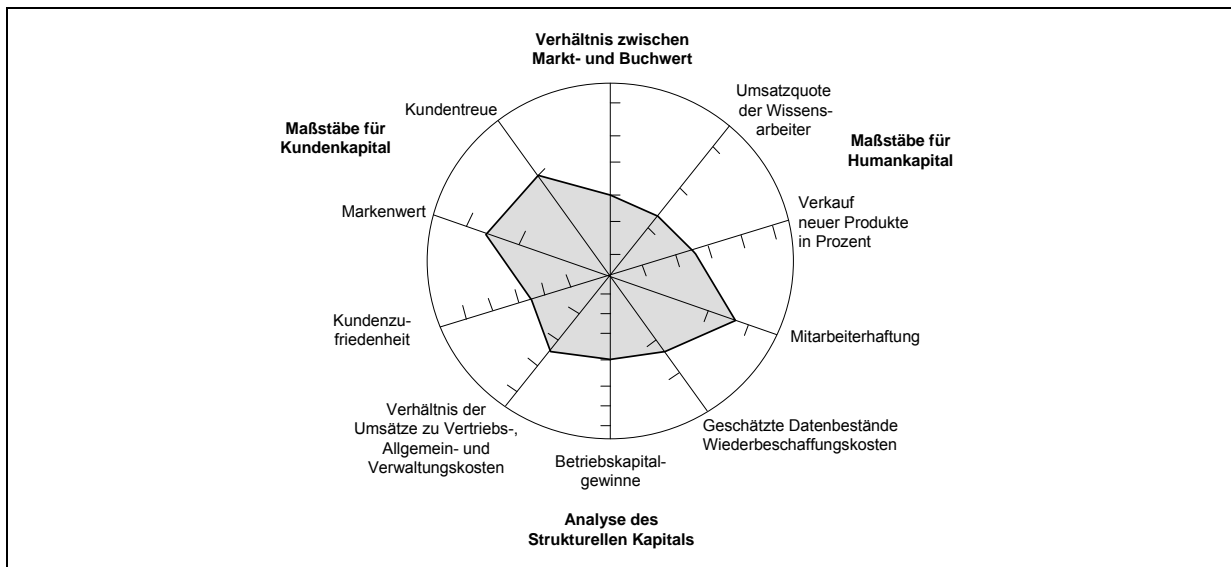 Verhältnis zwischen
Markt- und Buchwert
Umsatzquote
der Wissens-
arbeiter
Maßstäbe für
Humankapital
Verkauf
neuer Produkte
in Prozent
Mitarbeiterhaftung
Geschätzte Datenbestände
Wiederbeschaffungskosten
Betriebskapital-
gewinne
Analyse des
Strukturellen Kapitals
Verhältnis der
Umsätze zu Vertriebs-,
Allgemein- und
Verwaltungskosten
Kundenzu-
friedenheit
Markenwert
Maßstäbe für
Kundenkapital
Kundentreue